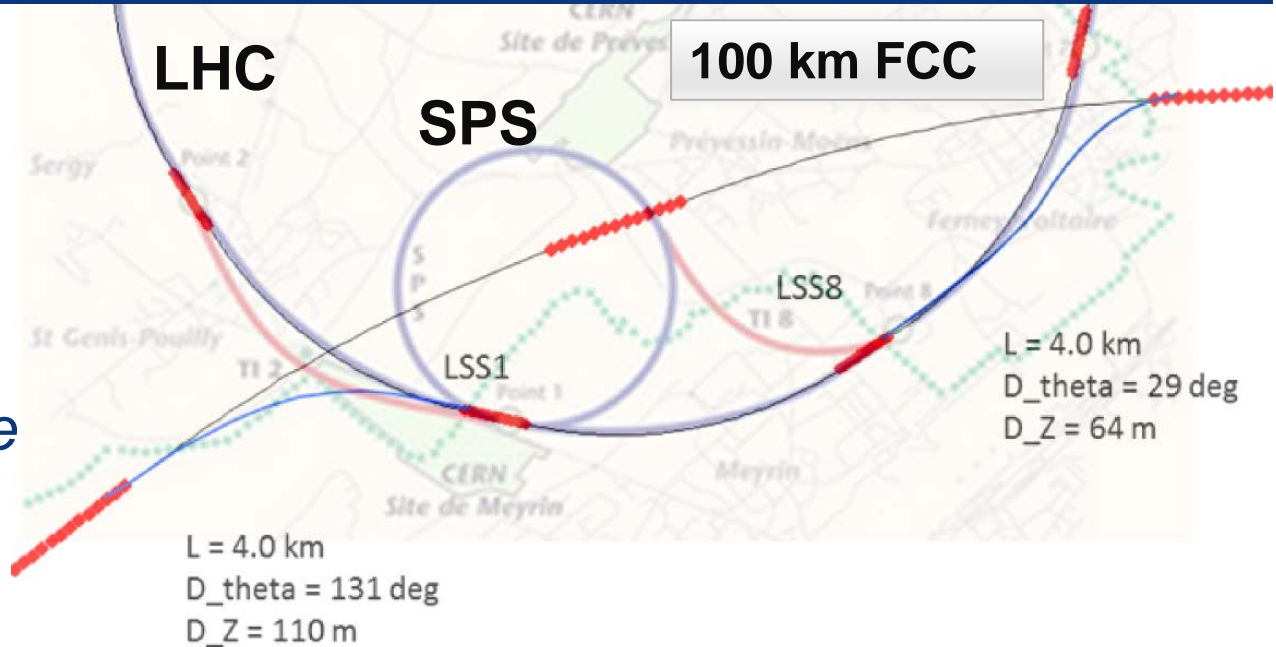 CERN
Site de Préves
LHC
100 km FCC
SPS
Prévessin-Moëns
Sergy
Point 2
Ferney-Voltaire
S
P
S
LSS8
Point 8
TI 8
St Genis-Pouilly
TI 2
LSS1
Point 1
L = 4.0 km
D_theta = 29 deg
D_Z = 64 m
e
CERN
Site de Meyrin
Meyrin
L = 4.0 km
D_theta = 131 deg
D_Z = 110 m